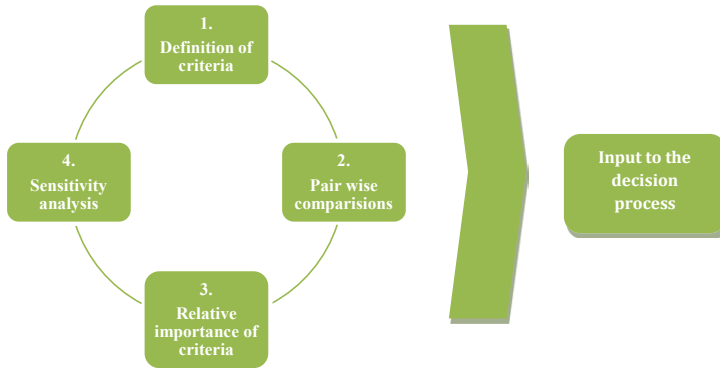 1.
Definition of
criteria
2.
Pair wise
comparisions
3.
Relative
importance of
criteria
4.
Sensitivity
analysis
Input to the
decision
process